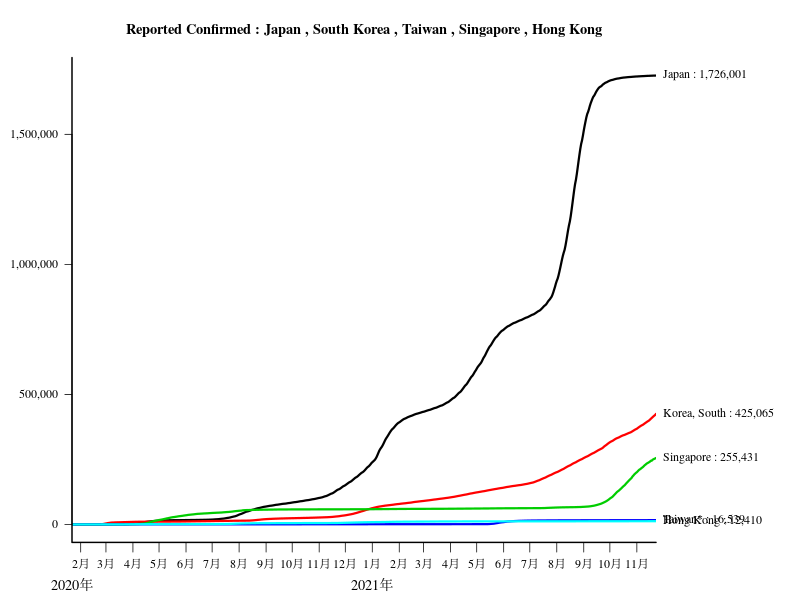 Reported Confirmed : Japan , South Korea , Taiwan , Singapore , Hong Kong
Japan : 1,726,001
1,500,000
1,000,000
500,000
Korea, South : 425,065
Singapore : 255,431
0
Hong Kong : 12,410
2月 3月 4月 5月 6月 7月 8月 9月 10月 11月 12月 1月 2月 3月 4月 5月 6月 7月 8月 9月 10月 11月
2020年 2021年